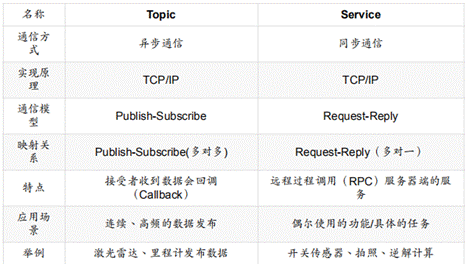 名称 Topic Service
通信方式 异步通信 同步通信
实现原理 TCP/IP TCP/IP
通信模型 Publish-Subscribe Request-Reply
映射关系 Publish-Subscribe(多对多) Request-Reply（多对一）
特点 接受者收到数据会回调（Callback） 远程过程调用（RPC）服务器端的服务
应用场景 连续、高频的数据发布 偶尔使用的功能/具体的任务
举例 激光雷达、里程计发布数据 开关传感器、拍照、逆解计算